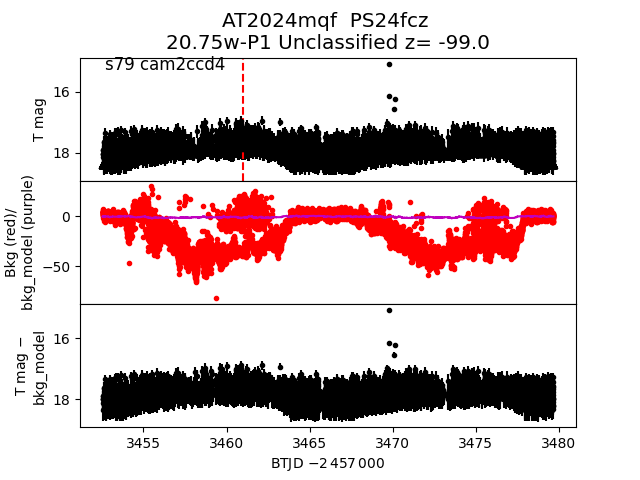 AT2024mqf  PS24fcz
20.75w-P1 Unclassified z= -99.0
s79 cam2ccd4
T mag
16
18
Bkg (red)/
bkg_model (purple)
0
−50
T mag −
bkg_model
16
18
3455
3460
3465
3470
3475
3480
BTJD −2 457 000